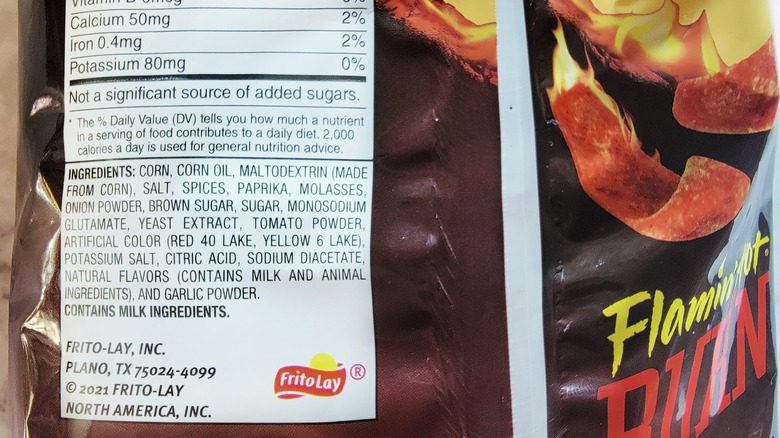 Calcium 50mg 2%
Iron 0.4mg 2%
Potassium 80mg 0%
Not a significant source of added sugars.
* The % Daily Value (DV) tells you how much a nutrient
in a serving of food contributes to a daily diet. 2,000
calories a day is used for general nutrition advice.
INGREDIENTS: CORN, CORN OIL, MALTODEXTRIN (MADE
FROM CORN), SALT, SPICES, PAPRIKA, MOLASSES,
ONION POWDER, BROWN SUGAR, SUGAR, MONOSODIUM
GLUTAMATE, YEAST EXTRACT, TOMATO POWDER,
ARTIFICIAL COLOR (RED 40 LAKE, YELLOW 6 LAKE),
POTASSIUM SALT, CITRIC ACID, SODIUM DIACETATE,
NATURAL FLAVORS (CONTAINS MILK AND ANIMAL
INGREDIENTS), AND GARLIC POWDER.
CONTAINS MILK INGREDIENTS.
FRITO-LAY, INC.
PLANO, TX 75024-4099
© 2021 FRITO-LAY
NORTH AMERICA, INC.
FritoLay ®
Flamin' Hot.